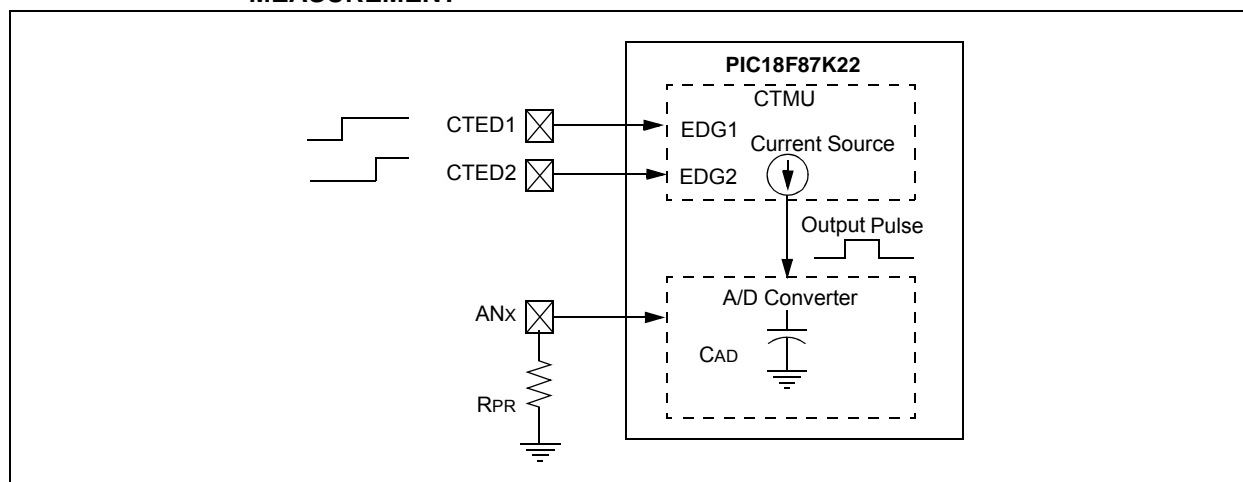 MEASUREMENT
PIC18F87K22
CTMU
CTED1
EDG1
Current Source
CTED2
EDG2
Output Pulse
A/D Converter
ANX
CAD
RPR